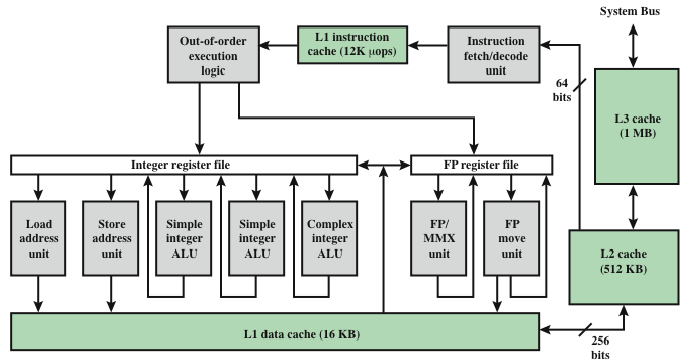 System Bus
Out-of-order
execution
logic
L1 instruction
cache (12K μops)
Instruction
fetch/decode
unit
64
bits
L3 cache
(1 MB)
Integer register file
FP register file
Load
address
unit
Store
address
unit
Simple
integer
ALU
Simple
integer
ALU
Complex
integer
ALU
FP/
MMX
unit
FP
move
unit
L2 cache
(512 KB)
L1 data cache (16 KB)
256
bits